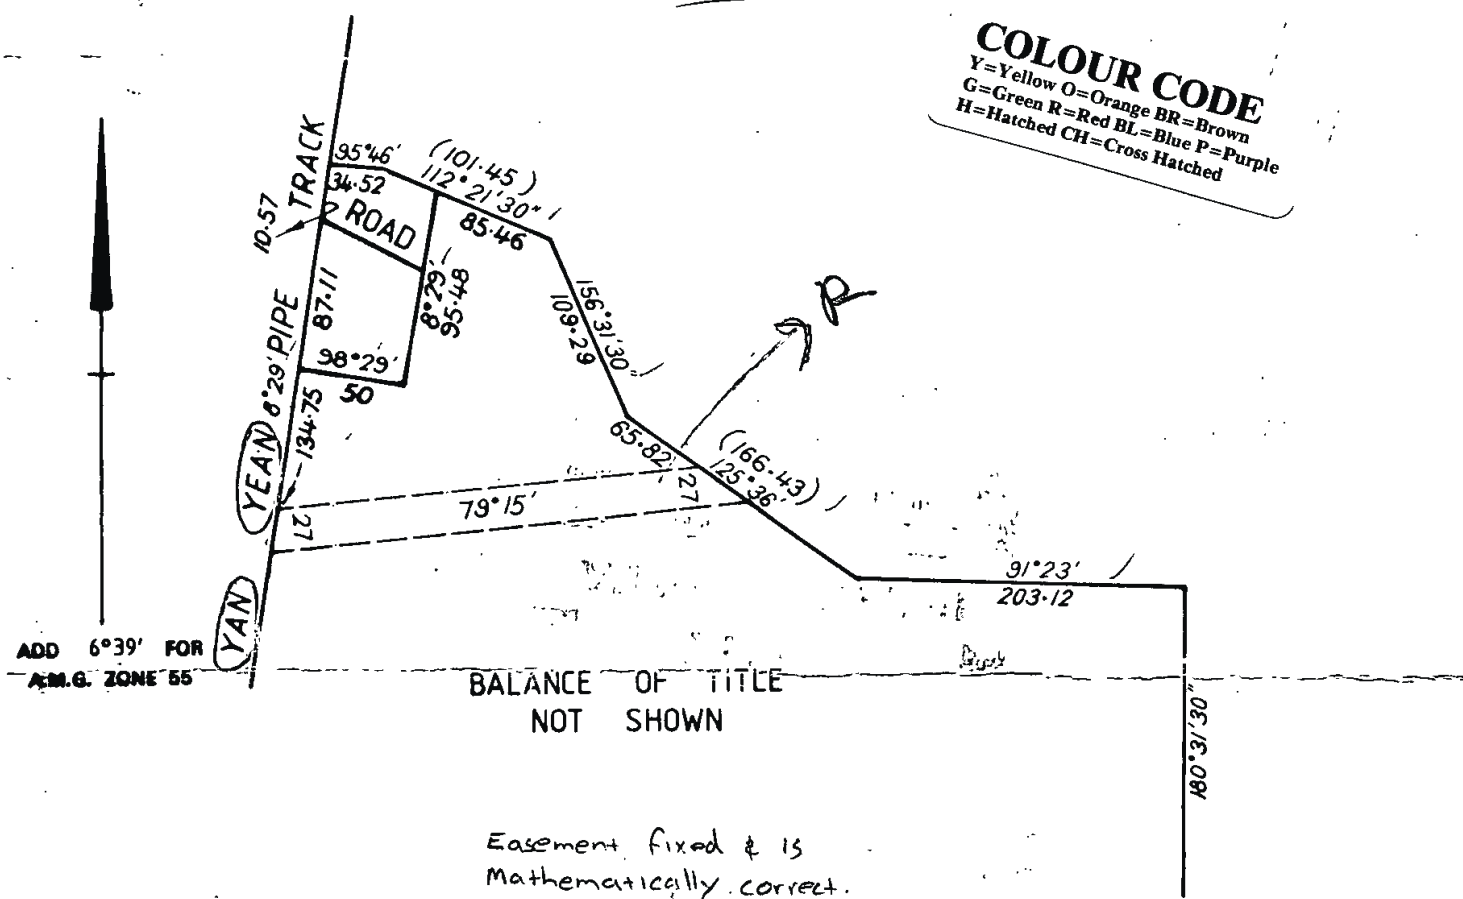 COLOUR CODE
Y=Yellow O=Orange BR=Brown
G=Green R=Red BL=Blue P=Purple
H=Hatched CH=Cross Hatched
TRACK
95°46'
34·52
(101·45)
112°21'30"
85·46
ROAD
10·57
87·11
8°29'
95·48
PIPE
8°29'
98°29'
50
134·75
YEAN
YAN
156°31'30"
109·29
R
65·82
(166·43)
125°36'
27
79°15'
27
91°23'
203·12
180°31'30"
ADD 6°39' FOR
A.M.G. ZONE 55
BALANCE OF TITLE
NOT SHOWN
Easement fixed & is
Mathematically correct.